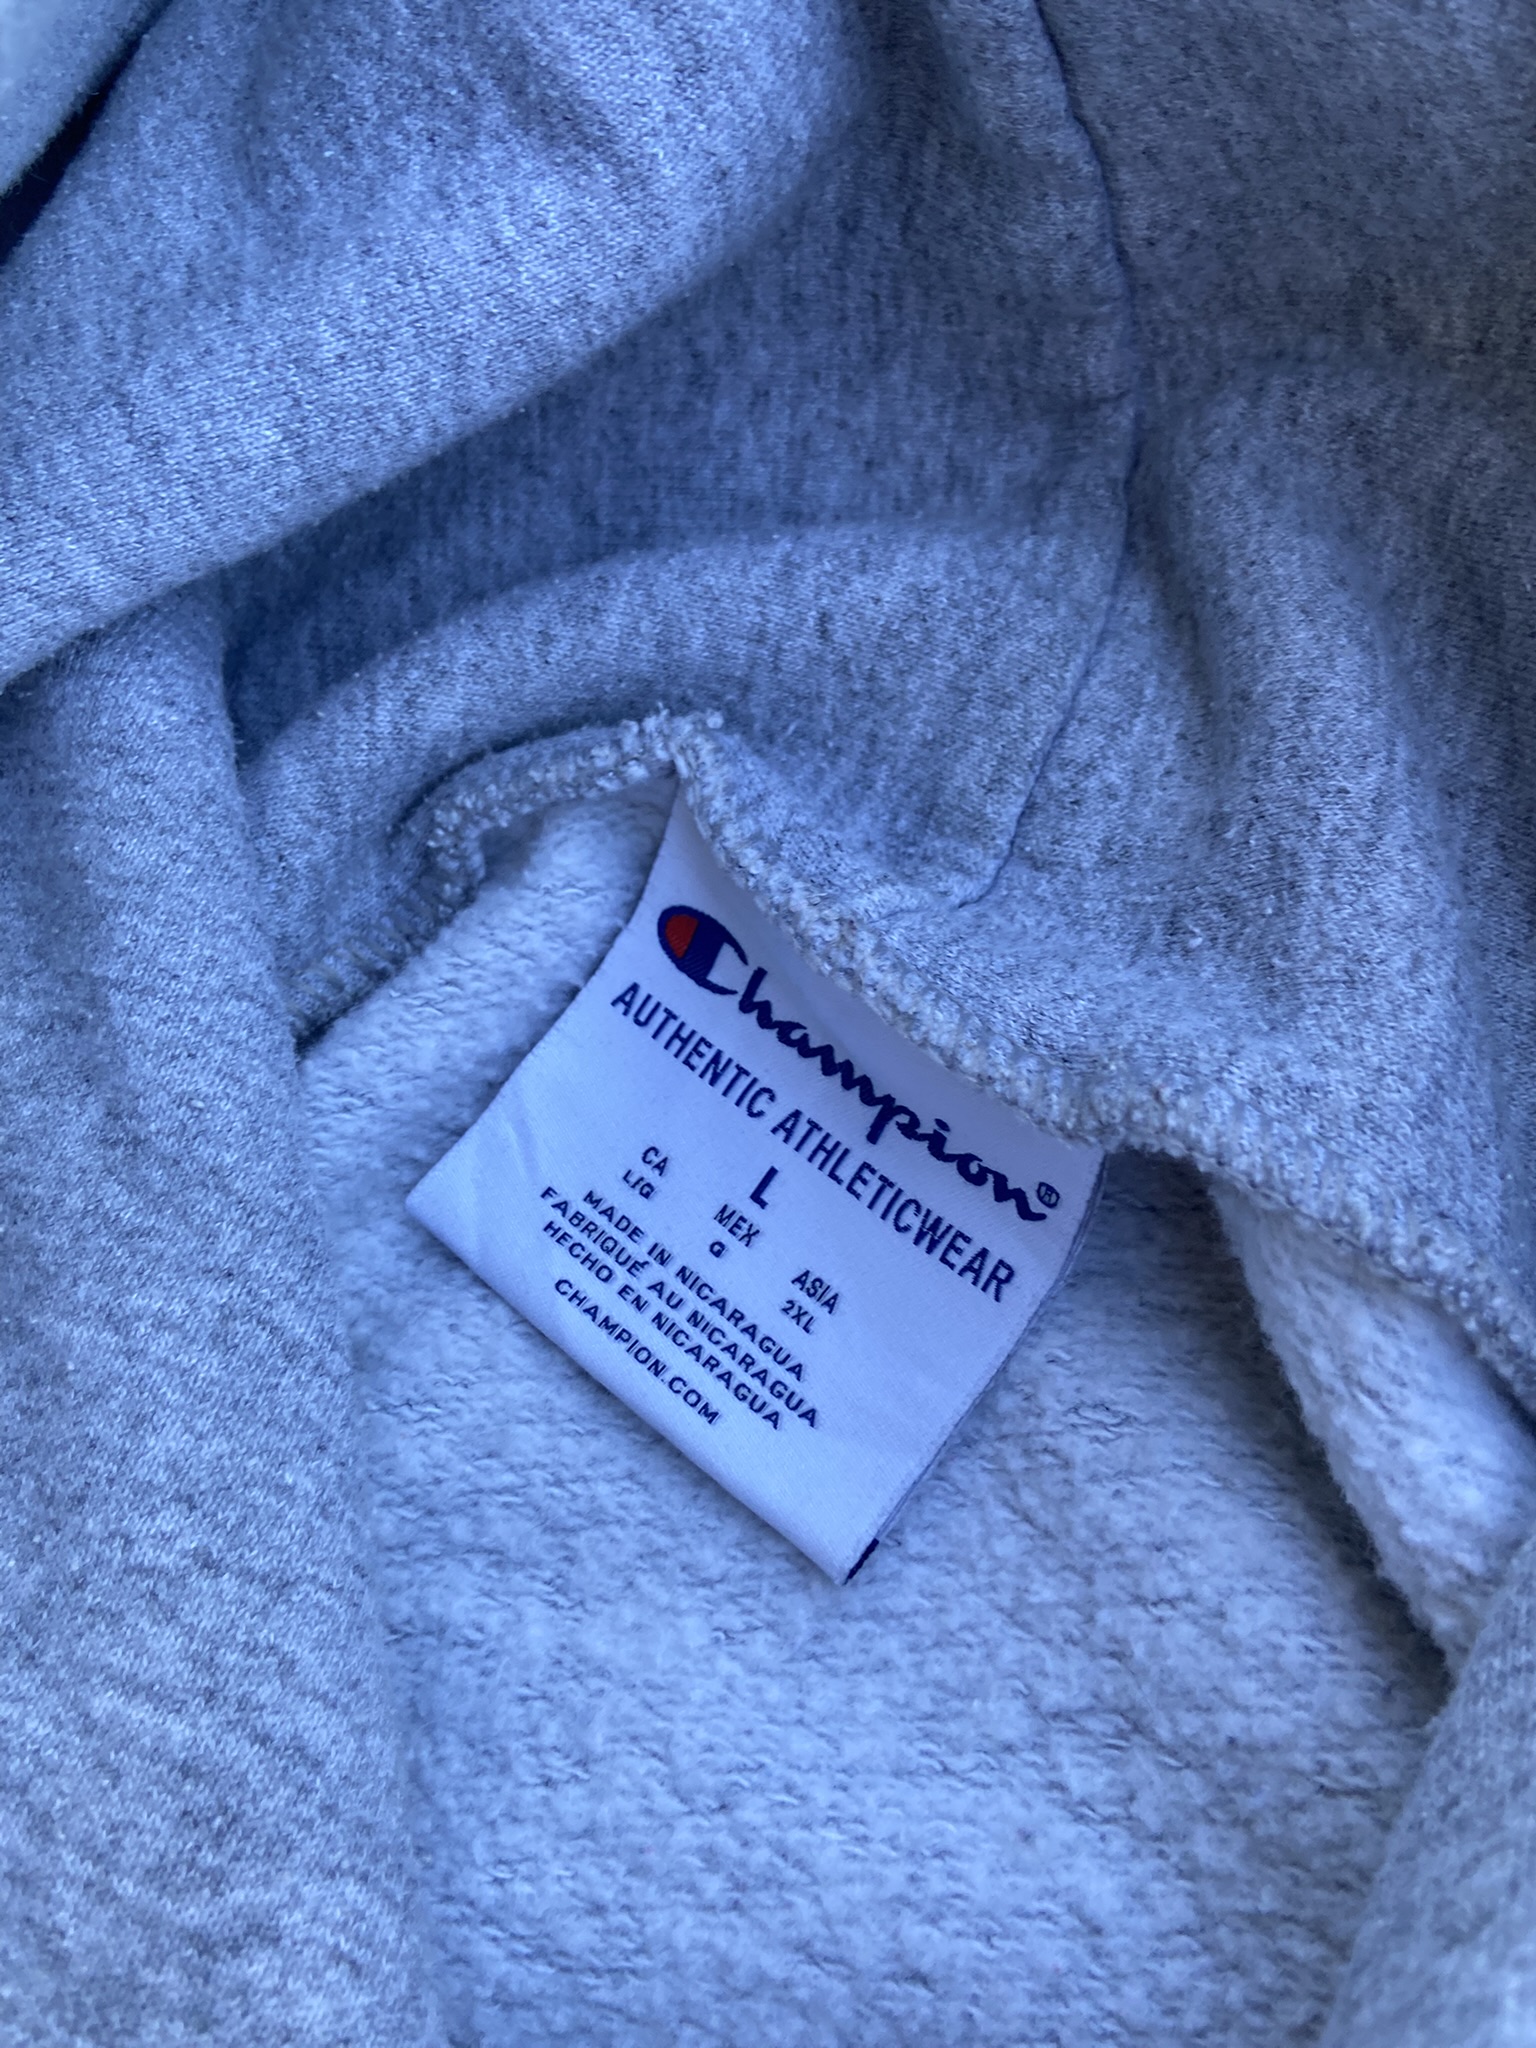 Champion®
AUTHENTIC ATHLETICWEAR
L
CA MEX ASIA
L/G G 2XL
MADE IN NICARAGUA
FABRIQUÉ AU NICARAGUA
HECHO EN NICARAGUA
CHAMPION.COM